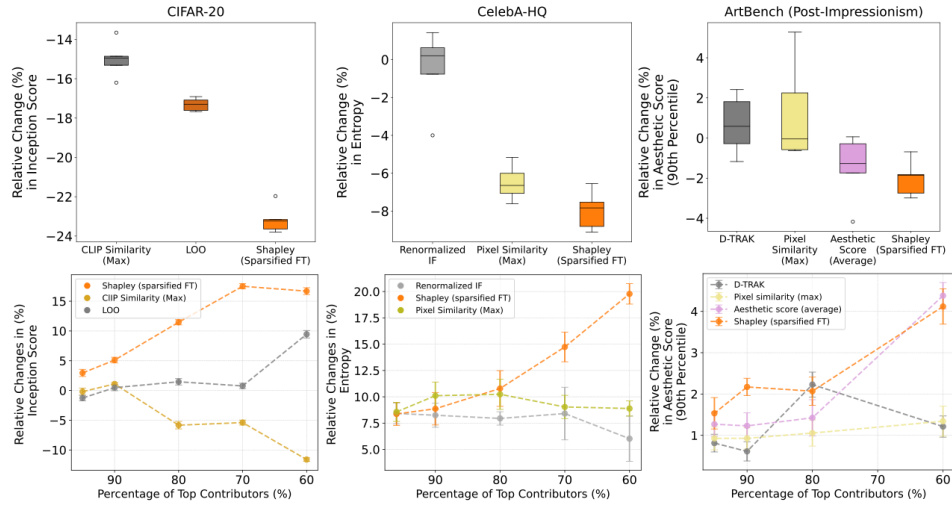 CIFAR-20
Relative Change (%)
in Inception Score
−14
−16
−18
−20
−22
−24
CLIP Similarity
(Max)
LOO
Shapley
(Sparsified FT)
CelebA-HQ
Relative Change (%)
in Entropy
0
−2
−4
−6
−8
Renormalized
IF
Pixel Similarity
(Max)
Shapley
(Sparsified FT)
ArtBench (Post-Impressionism)
Relative Change (%)
in Aesthetic Score
(90th Percentile)
4
2
0
−2
−4
D-TRAK
Pixel
Similarity
(Max)
Aesthetic
Score
(Average)
Shapley
(Sparsified FT)
Relative Changes in (%)
Inception Score
15
10
5
0
−5
−10
Shapley (sparsified FT)
CLIP Similarity (Max)
LOO
90
80
70
60
Percentage of Top Contributors (%)
Relative Changes in (%)
Entropy
20.0
17.5
15.0
12.5
10.0
7.5
5.0
Renormalized IF
Shapley (sparsified FT)
Pixel Similarity (Max)
90
80
70
60
Percentage of Top Contributors (%)
Relative Change (%)
in Aesthetic Score
(90th Percentile)
4
3
2
1
D-TRAK
Pixel similarity (max)
Aesthetic score (average)
Shapley (sparsified FT)
90
80
70
60
Percentage of Top Contributors (%)